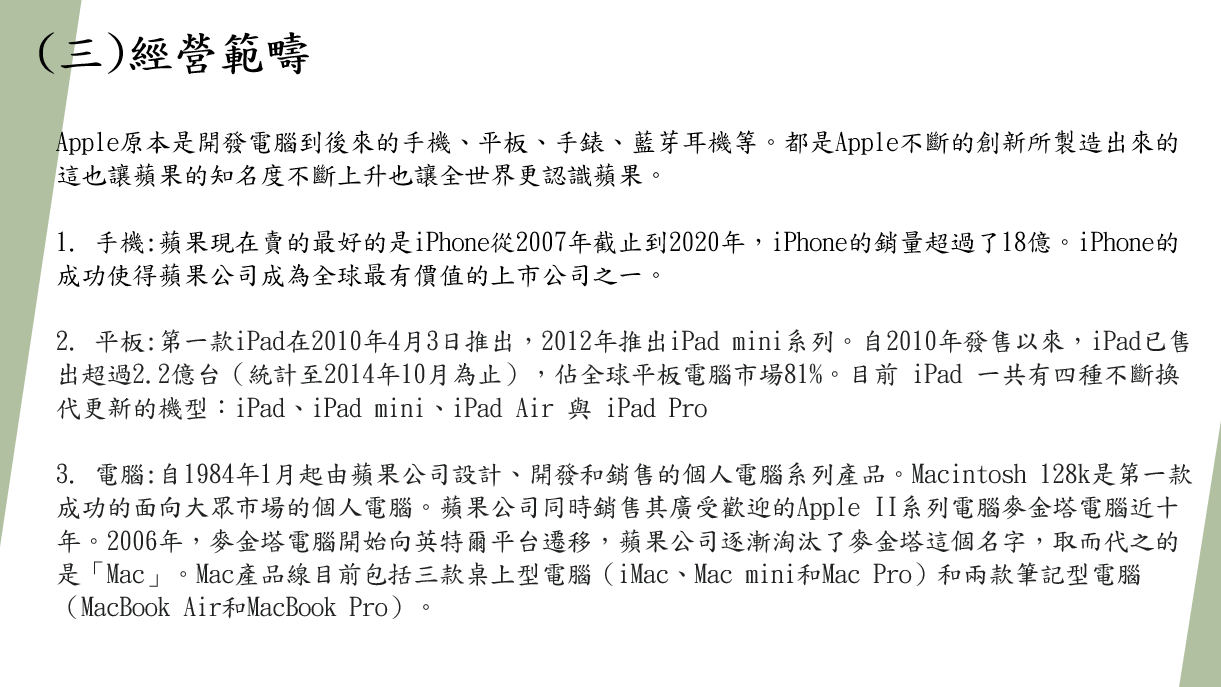 (三)經營範疇
Apple原本是開發電腦到後來的手機、平板、手錶、藍芽耳機等。都是Apple不斷的創新所製造出來的
這也讓蘋果的知名度不斷上升也讓全世界更認識蘋果。
1. 手機:蘋果現在賣的最好的是iPhone從2007年截止到2020年，iPhone的銷量超過了18億。iPhone的
成功使得蘋果公司成為全球最有價值的上市公司之一。
2. 平板:第一款iPad在2010年4月3日推出，2012年推出iPad mini系列。自2010年發售以來，iPad已售
出超過2.2億台（統計至2014年10月為止），佔全球平板電腦市場81%。目前 iPad 一共有四種不斷換
代更新的機型：iPad、iPad mini、iPad Air 與 iPad Pro
3. 電腦:自1984年1月起由蘋果公司設計、開發和銷售的個人電腦系列產品。Macintosh 128k是第一款
成功的面向大眾市場的個人電腦。蘋果公司同時銷售其廣受歡迎的Apple II系列電腦麥金塔電腦近十
年。2006年，麥金塔電腦開始向英特爾平台遷移，蘋果公司逐漸淘汰了麥金塔這個名字，取而代之的
是「Mac」。Mac產品線目前包括三款桌上型電腦（iMac、Mac mini和Mac Pro）和兩款筆記型電腦
（MacBook Air和MacBook Pro）。